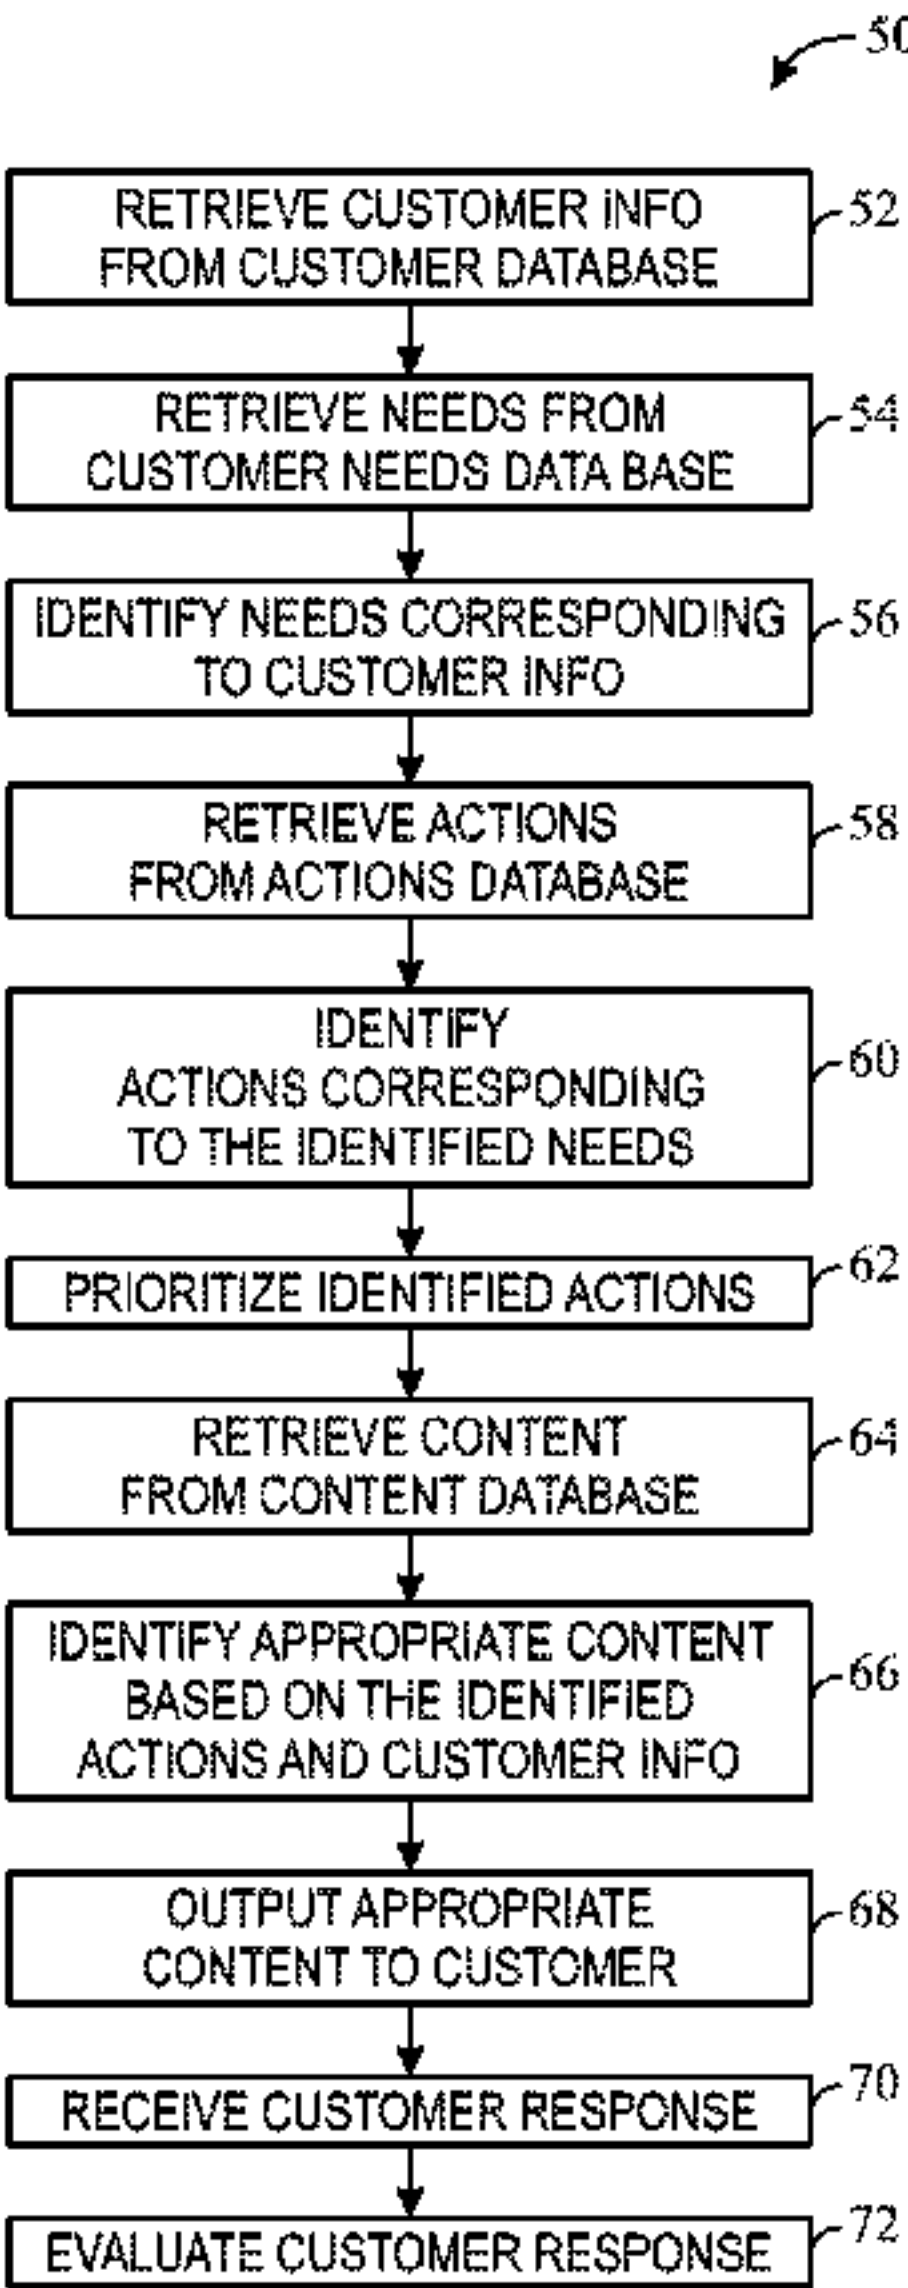 50
RETRIEVE CUSTOMER INFO
FROM CUSTOMER DATABASE
52
RETRIEVE NEEDS FROM
CUSTOMER NEEDS DATA BASE
54
IDENTIFY NEEDS CORRESPONDING
TO CUSTOMER INFO
56
RETRIEVE ACTIONS
FROM ACTIONS DATABASE
58
IDENTIFY
ACTIONS CORRESPONDING
TO THE IDENTIFIED NEEDS
60
PRIORITIZE IDENTIFIED ACTIONS
62
RETRIEVE CONTENT
FROM CONTENT DATABASE
64
IDENTIFY APPROPRIATE CONTENT
BASED ON THE IDENTIFIED
ACTIONS AND CUSTOMER INFO
66
OUTPUT APPROPRIATE
CONTENT TO CUSTOMER
68
RECEIVE CUSTOMER RESPONSE
70
EVALUATE CUSTOMER RESPONSE
72